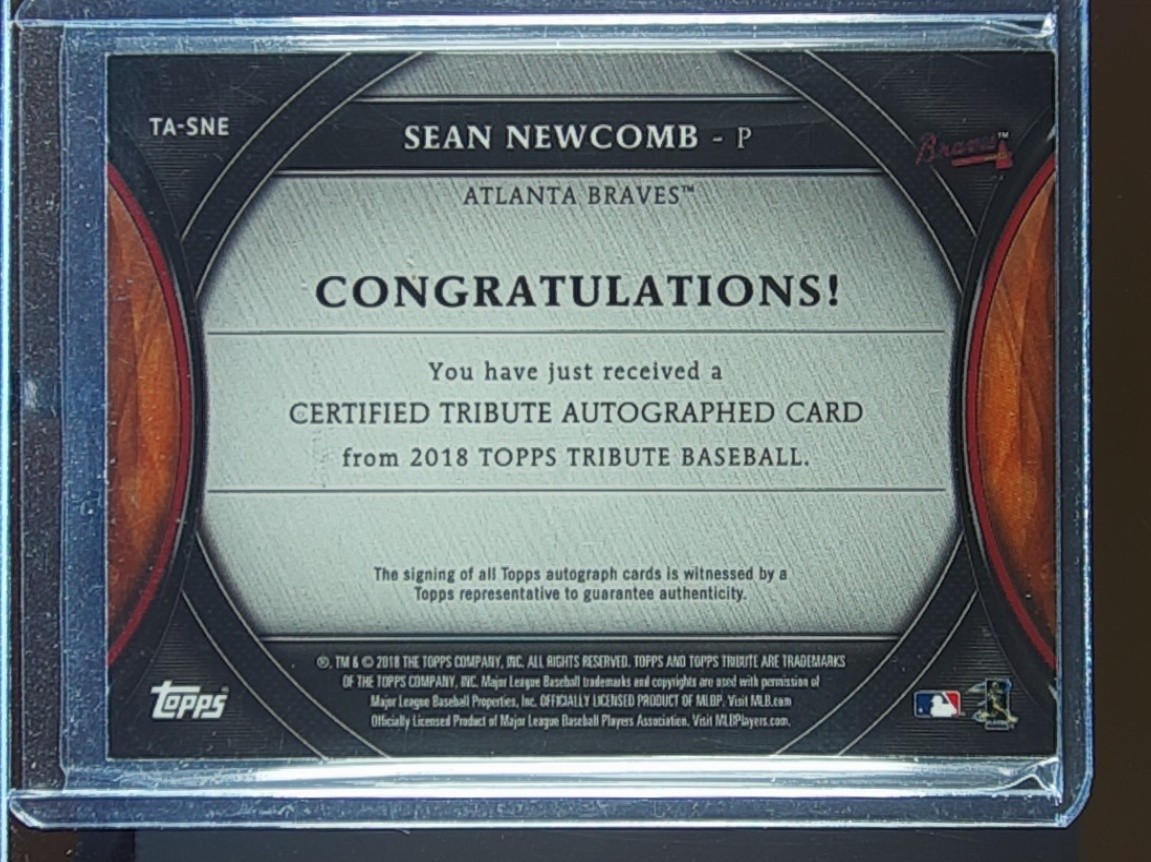 TA-SNE
SEAN NEWCOMB - P
Braves™
ATLANTA BRAVES™
CONGRATULATIONS!
You have just received a
CERTIFIED TRIBUTE AUTOGRAPHED CARD
from 2018 TOPPS TRIBUTE BASEBALL.
The signing of all Topps autograph cards is witnessed by a
Topps representative to guarantee authenticity.
®, TM & © 2018 THE TOPPS COMPANY, INC. ALL RIGHTS RESERVED. TOPPS AND TOPPS TRIBUTE ARE TRADEMARKS
OF THE TOPPS COMPANY, INC. Major League Baseball trademarks and copyrights are used with permission of
Major League Baseball Properties, Inc. OFFICIALLY LICENSED PRODUCT OF MLBP. Visit MLB.com
Officially Licensed Product of Major League Baseball Players Association. Visit MLBPlayers.com.
Topps®